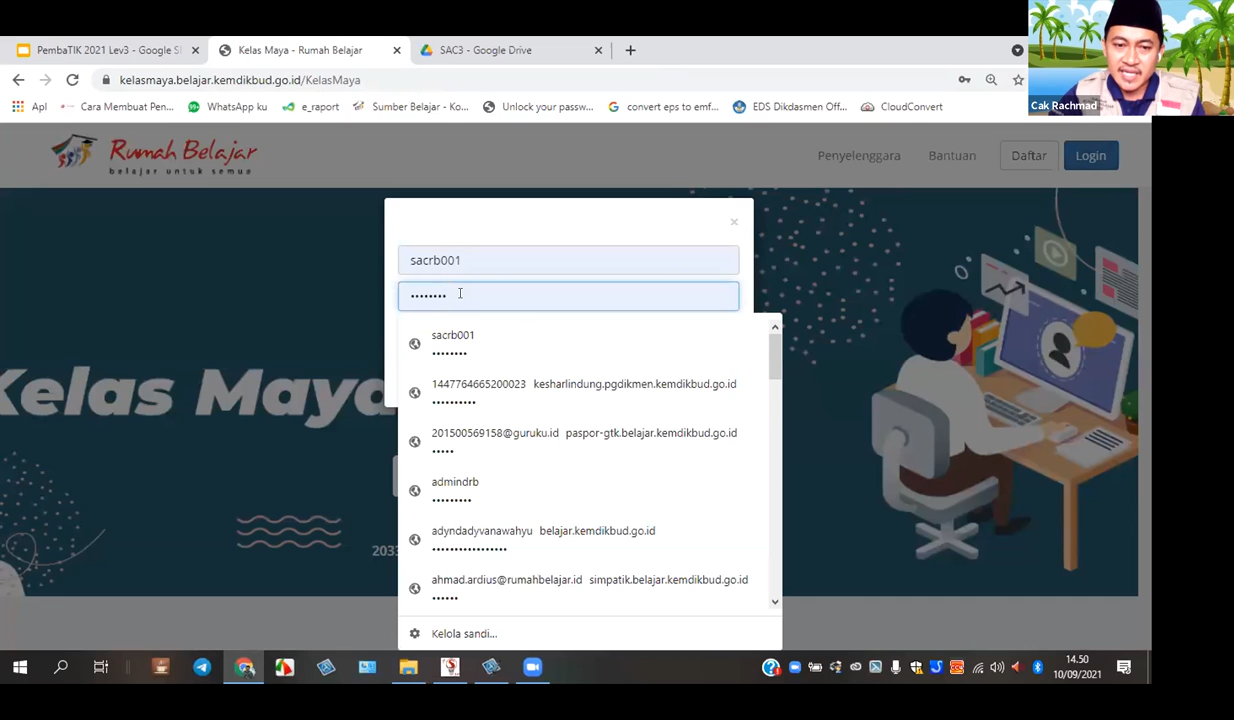 PembaTIK 2021 Lev3 - Google Sl
Kelas Maya - Rumah Belajar
SAC3 - Google Drive
kelasmaya.belajar.kemdikbud.go.id/KelasMaya
Apl
Cara Membuat Pen...
WhatsApp ku
e_raport
Sumber Belajar - Ko...
Unlock your passw...
convert eps to emf...
EDS Dikdasmen Off...
CloudConvert
Cak Rachmad
Rumah Belajar
belajar untuk semua
Penyelenggara
Bantuan
Daftar
Login
sacrb001
••••••••
sacrb001
••••••••
1447764665200023 kesharlindung.pgdikmen.kemdikbud.go.id
••••••••••
201500569158@guruku.id paspor-gtk.belajar.kemdikbud.go.id
•••••
admindrb
•••••••••
adyndadyvanawahyu belajar.kemdikbud.go.id
•••••••••••••••••
ahmad.ardius@rumahbelajar.id simpatik.belajar.kemdikbud.go.id
••••••
Kelola sandi...
Kelas Maya
2033
14.50
10/09/2021